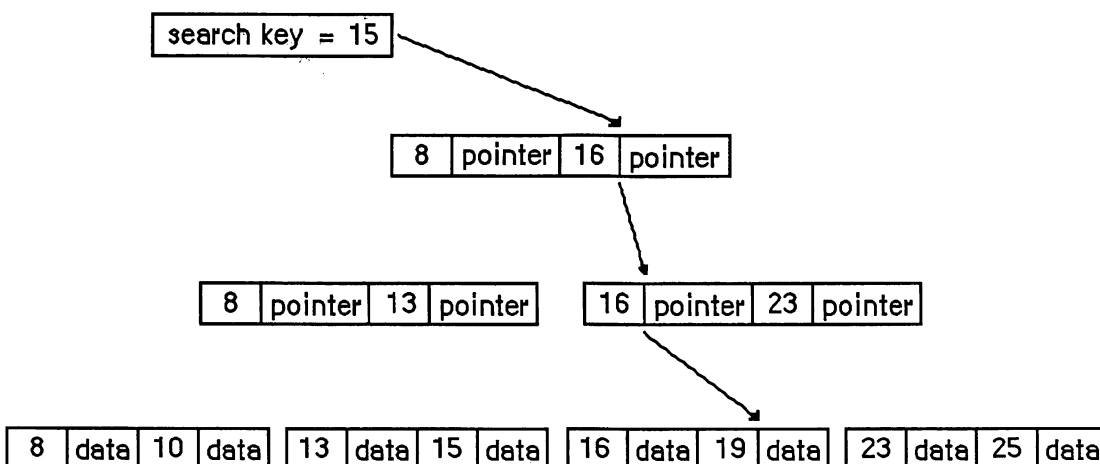 search key = 15
8 pointer 16 pointer
8 pointer 13 pointer 16 pointer 23 pointer
8 data 10 data 13 data 15 data 16 data 19 data 23 data 25 data